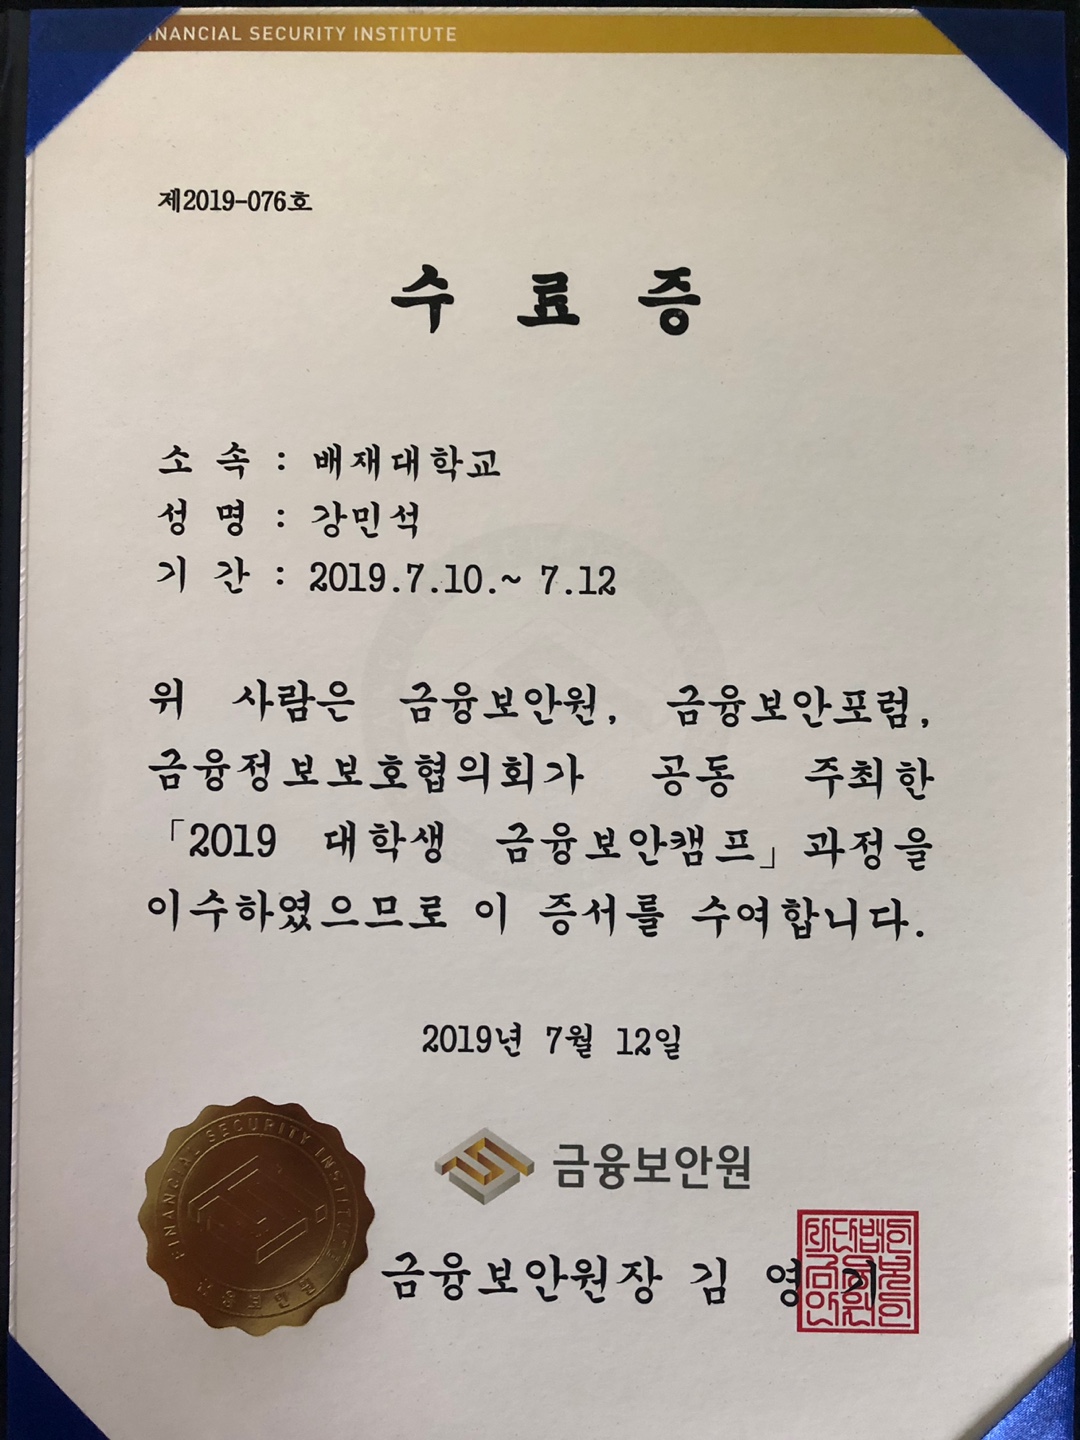 INANCIAL SECURITY INSTITUTE
제2019-076호
수 료 증
소 속 : 배재대학교
성 명 : 강민석
기 간 : 2019.7.10.~ 7.12
위 사람은 금융보안원, 금융보안포럼,
금융정보보호협의회가 공동 주최한
「2019 대학생 금융보안캠프」과정을
이수하였으므로 이 증서를 수여합니다.
2019년 7월 12일
FINANCIAL SECURITY INSTITUTE
금융보안원
금융보안원
금융보안원장 김 영 기